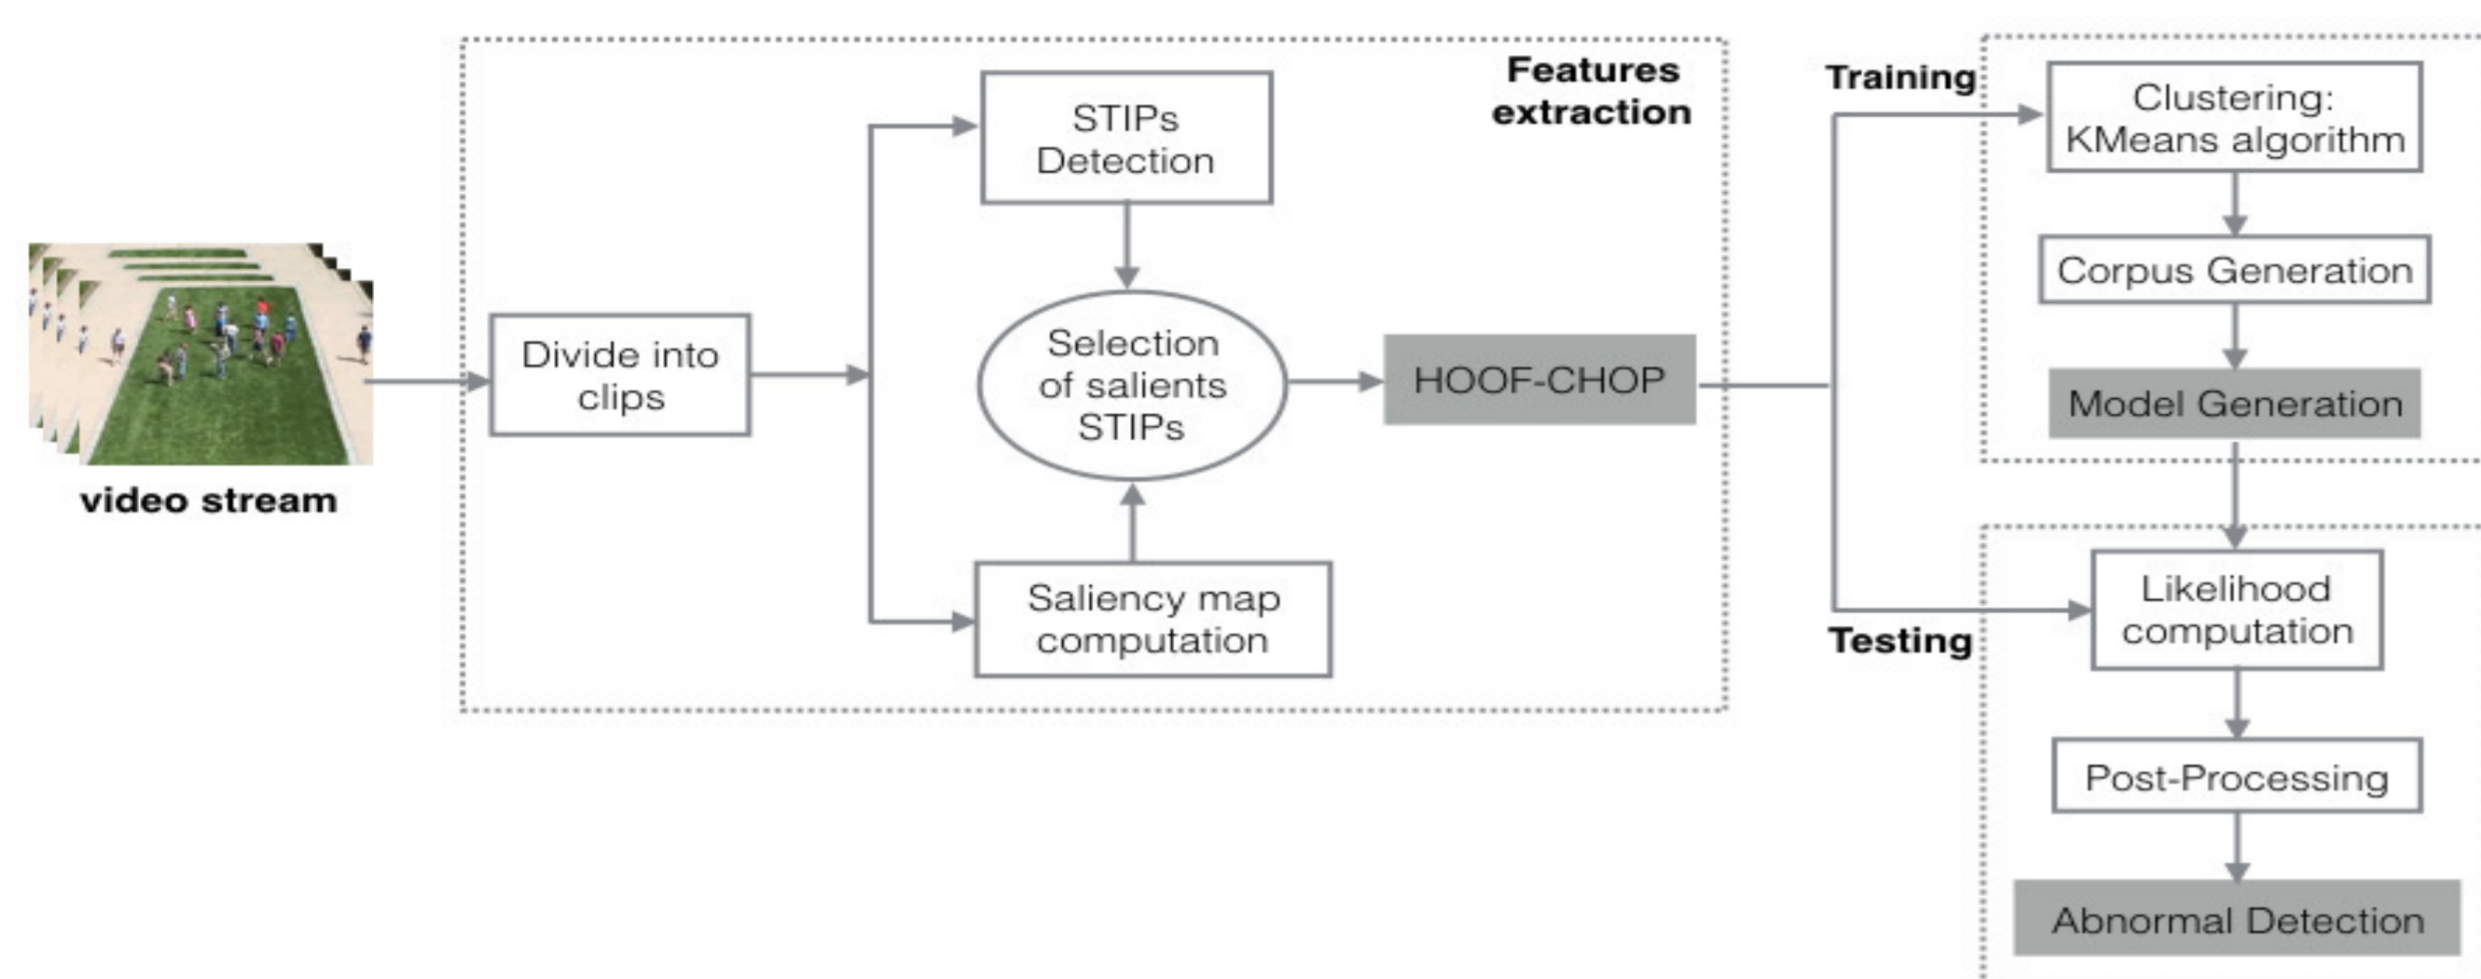 video stream
Divide into
clips
STIPs
Detection
Selection
of salients
STIPs
Saliency map
computation
HOOF-CHOP
Features
extraction
Training
Clustering:
KMeans algorithm
Corpus Generation
Model Generation
Testing
Likelihood
computation
Post-Processing
Abnormal Detection